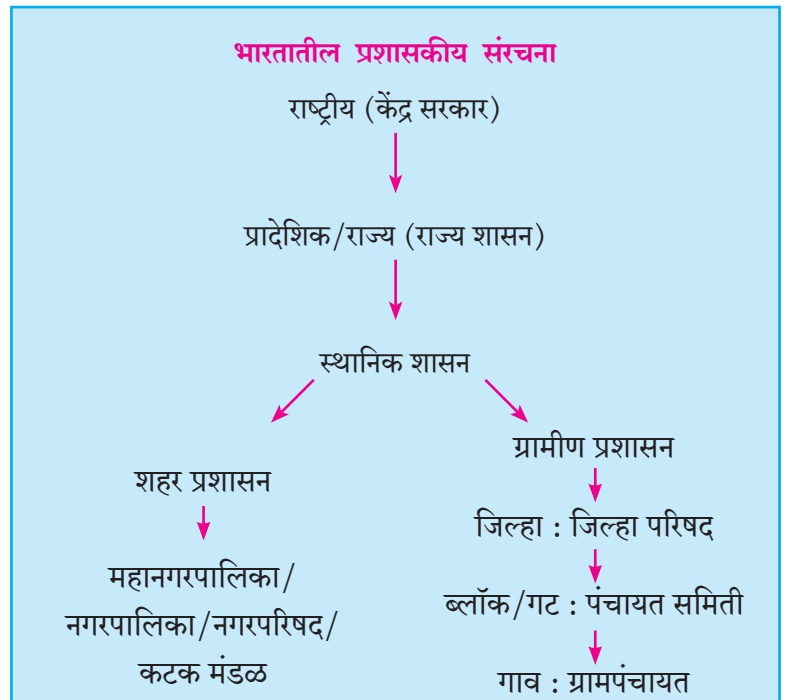 भारतातील प्रशासकीय संरचना
राष्ट्रीय (केंद्र सरकार)
प्रादेशिक/राज्य (राज्य शासन)
स्थानिक शासन
शहर प्रशासन
महानगरपालिका/
नगरपालिका/नगरपरिषद/
कटक मंडळ
ग्रामीण प्रशासन
जिल्हा : जिल्हा परिषद
ब्लॉक/गट : पंचायत समिती
गाव : ग्रामपंचायत